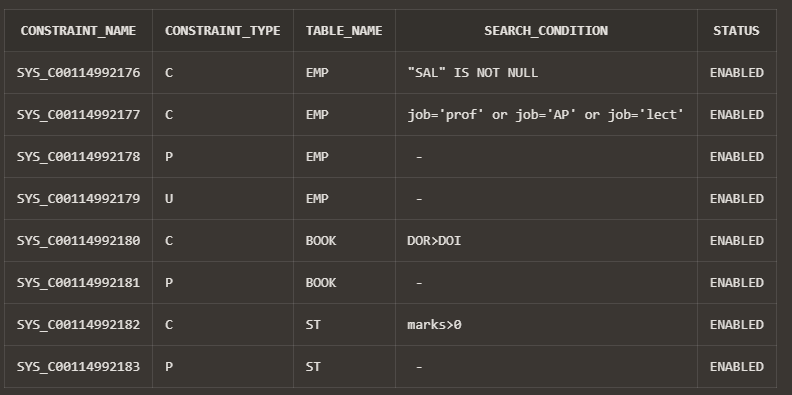 CONSTRAINT_NAME CONSTRAINT_TYPE TABLE_NAME SEARCH_CONDITION STATUS
SYS_C00114992176 C EMP "SAL" IS NOT NULL ENABLED
SYS_C00114992177 C EMP job='prof' or job='AP' or job='lect' ENABLED
SYS_C00114992178 P EMP - ENABLED
SYS_C00114992179 U EMP - ENABLED
SYS_C00114992180 C BOOK DOR>DOI ENABLED
SYS_C00114992181 P BOOK - ENABLED
SYS_C00114992182 C ST marks>0 ENABLED
SYS_C00114992183 P ST - ENABLED